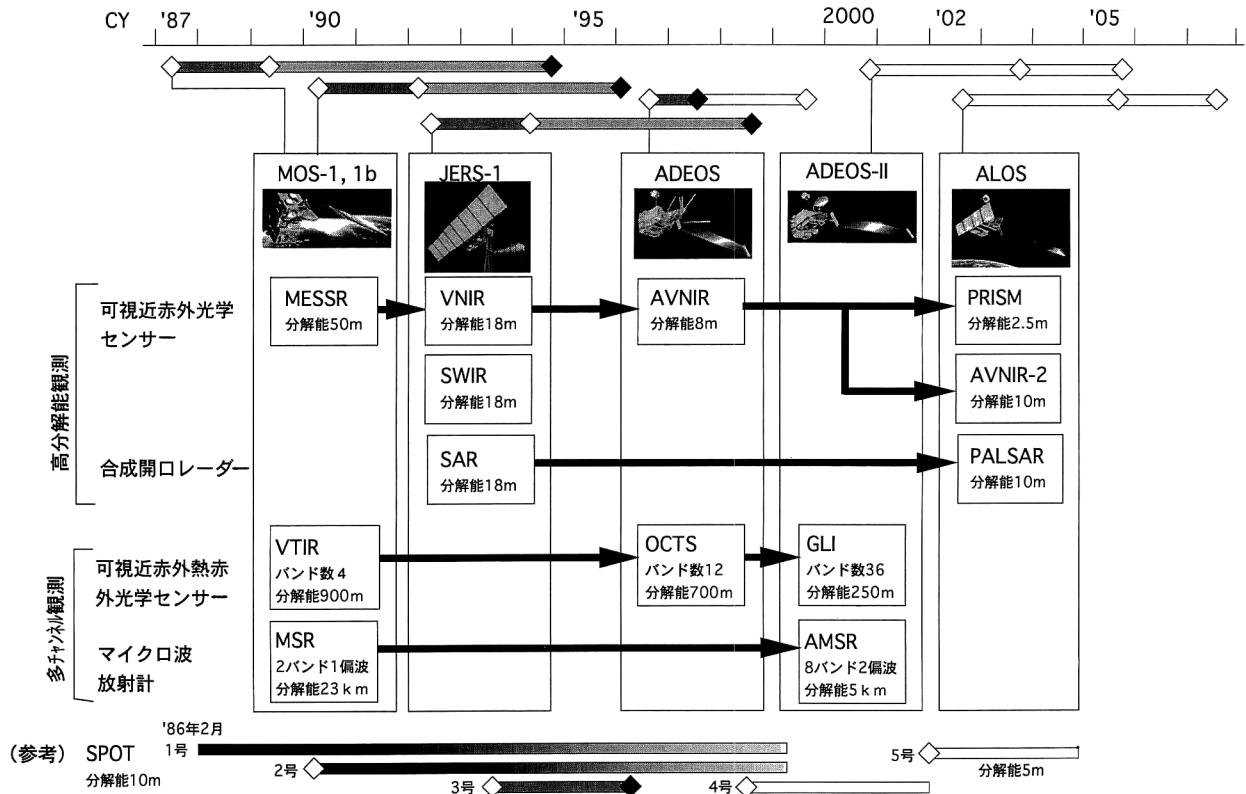 CY '87 '90 '95 2000 '02 '05
MOS-1, 1b
JERS-1
ADEOS
ADEOS-II
ALOS
高分解能観測
可視近赤外光学
センサー
MESSR
分解能50m
VNIR
分解能18m
AVNIR
分解能8m
PRISM
分解能2.5m
SWIR
分解能18m
AVNIR-2
分解能10m
合成開口レーダー
SAR
分解能18m
PALSAR
分解能10m
多チャンネル観測
可視近赤外熱赤
外光学センサー
VTIR
バンド数4
分解能900m
OCTS
バンド数12
分解能700m
GLI
バンド数36
分解能250m
マイクロ波
放射計
MSR
2バンド1偏波
分解能23km
AMSR
8バンド2偏波
分解能5km
'86年2月
(参考) SPOT
分解能10m
1号
2号
3号
4号
5号
分解能5m